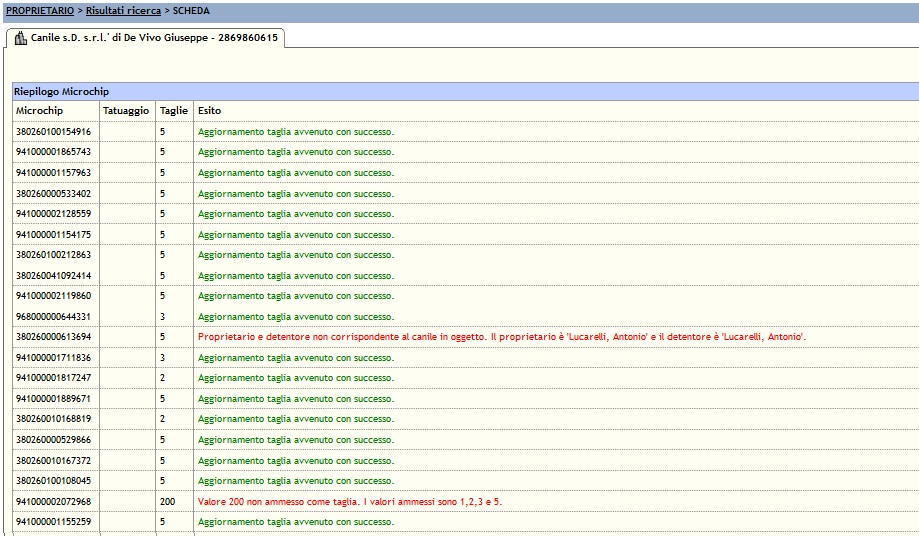 PROPRIETARIO > Risultati ricerca > SCHEDA
Canile s.D. s.r.l.' di De Vivo Giuseppe - 2869860615
Riepilogo Microchip
Microchip Tatuaggio Taglie Esito
380260100154916 5 Aggiornamento taglia avvenuto con successo.
941000001865743 5 Aggiornamento taglia avvenuto con successo.
941000001157963 5 Aggiornamento taglia avvenuto con successo.
380260000533402 5 Aggiornamento taglia avvenuto con successo.
941000002128559 5 Aggiornamento taglia avvenuto con successo.
941000001154175 5 Aggiornamento taglia avvenuto con successo.
380260100212863 5 Aggiornamento taglia avvenuto con successo.
380260041092414 5 Aggiornamento taglia avvenuto con successo.
941000002119860 5 Aggiornamento taglia avvenuto con successo.
968000000644331 3 Aggiornamento taglia avvenuto con successo.
380260000613694 5 Proprietario e detentore non corrispondente al canile in oggetto. Il proprietario è 'Lucarelli, Antonio' e il detentore è 'Lucarelli, Antonio'.
941000001711836 3 Aggiornamento taglia avvenuto con successo.
941000001817247 2 Aggiornamento taglia avvenuto con successo.
941000001889671 5 Aggiornamento taglia avvenuto con successo.
380260010168819 2 Aggiornamento taglia avvenuto con successo.
380260000529866 5 Aggiornamento taglia avvenuto con successo.
380260010167372 5 Aggiornamento taglia avvenuto con successo.
380260100108045 5 Aggiornamento taglia avvenuto con successo.
941000002072968 200 Valore 200 non ammesso come taglia. I valori ammessi sono 1,2,3 e 5.
941000001155259 5 Aggiornamento taglia avvenuto con successo.